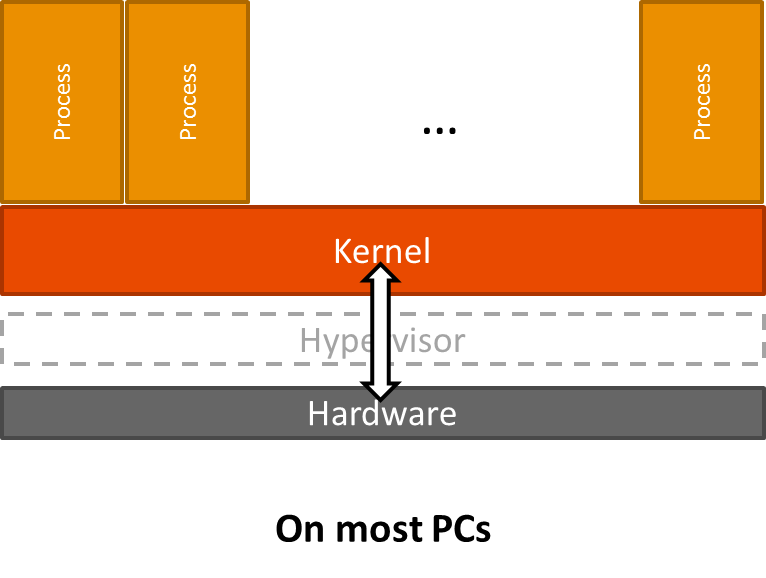 Process
Process
...
Process
Kernel
Hypervisor
Hardware
On most PCs